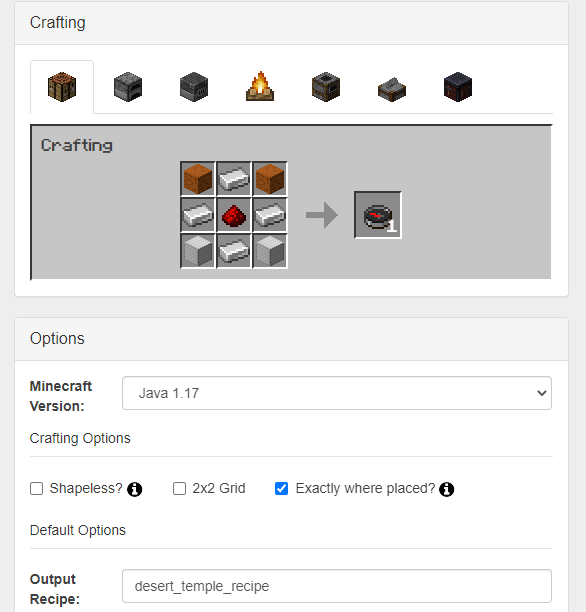 Crafting
Crafting
1
Options
Minecraft
Version:
Java 1.17
Crafting Options
Shapeless? i
2x2 Grid
Exactly where placed? i
Default Options
Output
Recipe:
desert_temple_recipe